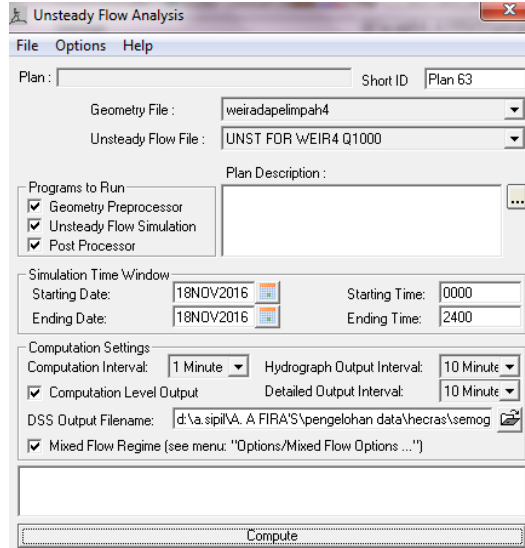 Unsteady Flow Analysis
File Options Help
Plan : Short ID Plan 63
Geometry File : weiradapelimpah4
Unsteady Flow File : UNST FOR WEIR4 Q1000
Plan Description :
Programs to Run
Geometry Preprocessor
Unsteady Flow Simulation
Post Processor
...
Simulation Time Window
Starting Date: 18NOV2016 Starting Time: 0000
Ending Date: 18NOV2016 Ending Time: 2400
Computation Settings
Computation Interval: 1 Minute Hydrograph Output Interval: 10 Minute
Computation Level Output Detailed Output Interval: 10 Minute
DSS Output Filename: d:\a.sipil\A. A FIRA'S\pengelohan data\hecras\semog
Mixed Flow Regime (see menu: "Options/Mixed Flow Options ...")
Compute